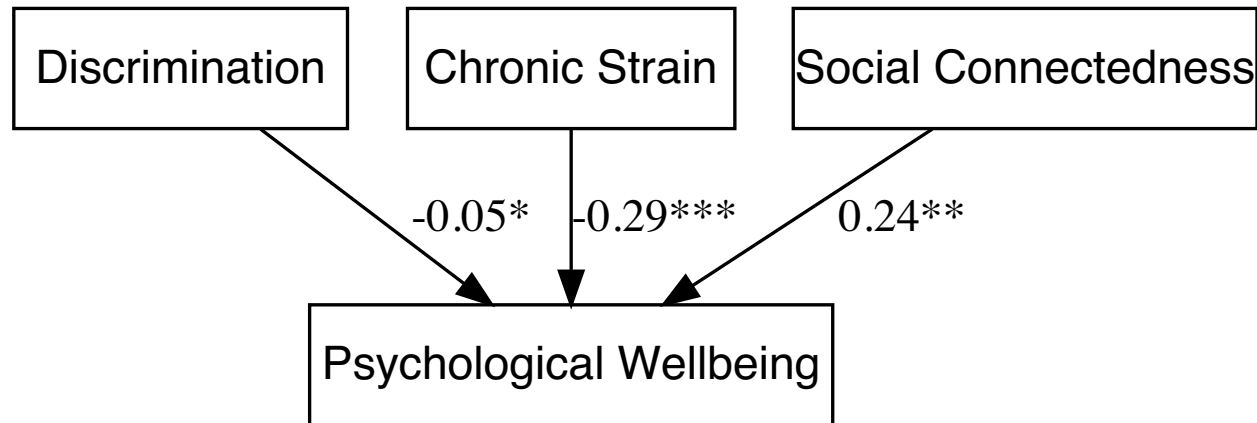 Discrimination
Chronic Strain
Social Connectedness
-0.05*
-0.29***
0.24**
Psychological Wellbeing